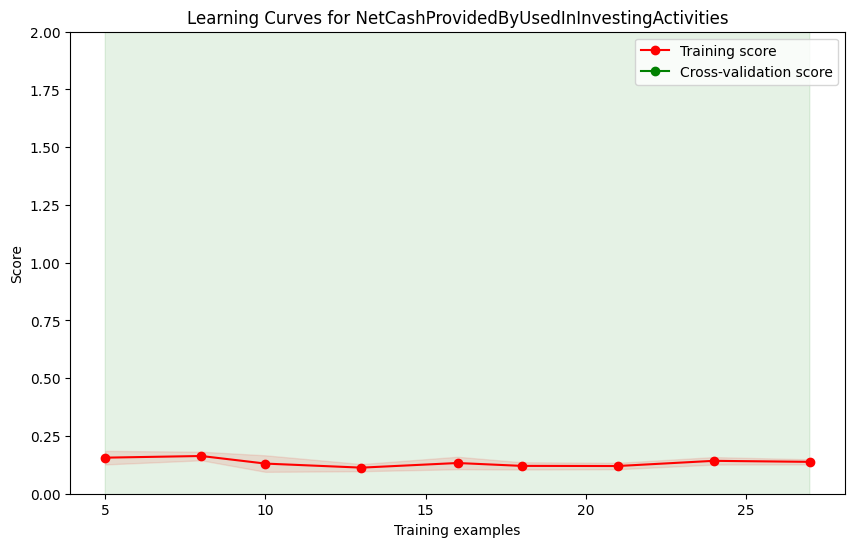 Learning Curves for NetCashProvidedByUsedInInvestingActivities
Training score
Cross-validation score
Score
2.00
1.75
1.50
1.25
1.00
0.75
0.50
0.25
0.00
5 10 15 20 25
Training examples